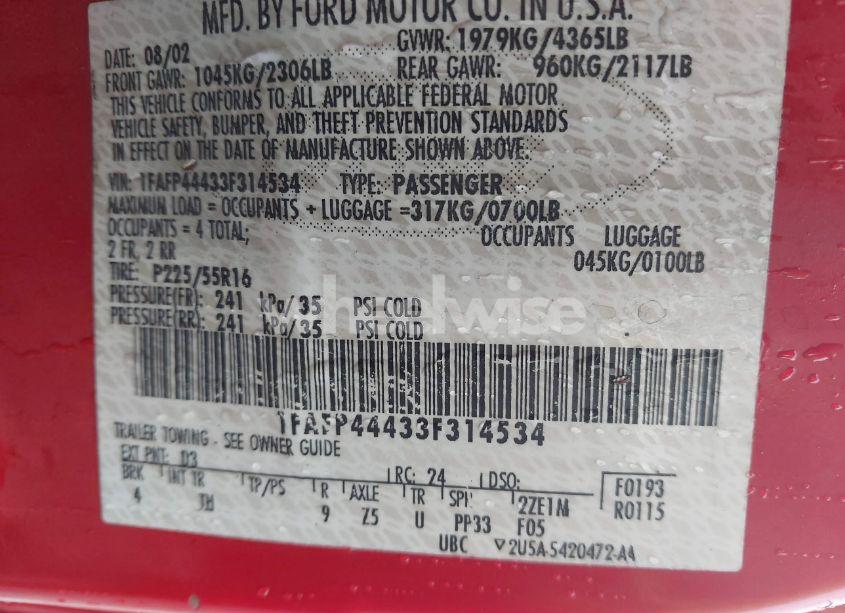 MFD. BY FORD MOTOR CO. IN U.S.A.
DATE: 08/02 GVWR: 1979KG/4365LB
FRONT GAWR: 1045KG/2306LB REAR GAWR: 960KG/2117LB
THIS VEHICLE CONFORMS TO ALL APPLICABLE FEDERAL MOTOR
VEHICLE SAFETY, BUMPER, AND THEFT PREVENTION STANDARDS
IN EFFECT ON THE DATE OF MANUFACTURE SHOWN ABOVE.
VIN: 1FAFP44433F314534 TYPE: PASSENGER
MAXIMUM LOAD = OCCUPANTS + LUGGAGE =317KG/0700LB
OCCUPANTS = 4 TOTAL; OCCUPANTS LUGGAGE
2 FR, 2 RR 045KG/0100LB
TIRE: P225/55R16
PRESSURE(FR): 241 kPa/35 PSI COLD
PRESSURE(RR): 241 kPa/35 PSI COLD
1FAFP44433F314534
TRAILER TOWING - SEE OWNER GUIDE
EXT PNT: D3 RC: 24 DSO: F0193
BRK INT TR TP/PS R AXLE TR SPR 2ZE1M R0115
4 JH 9 Z5 U PP33 F05
UBC ▽2U5A-5420472-AA